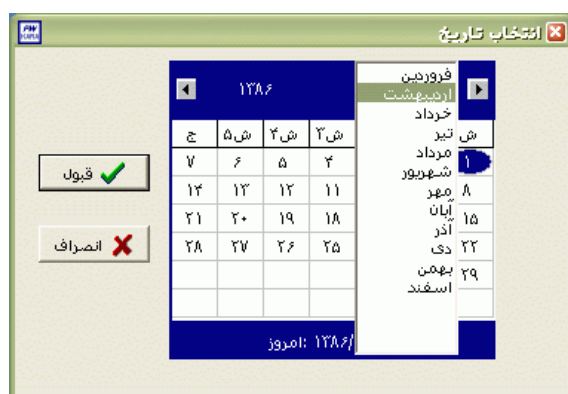 انتخاب تاریخ
۱۳۸۶
فروردین
اردیبهشت
خرداد
تیر
مرداد
شهریور
مهر
آبان
آذر
دی
بهمن
اسفند
ش ش۳ ش۴ ش۵ ج
۱ ۴ ۵ ۶ ۷
۸ ۱۱ ۱۲ ۱۳ ۱۴
۱۵ ۱۸ ۱۹ ۲۰ ۲۱
۲۲ ۲۵ ۲۶ ۲۷ ۲۸
۲۹
امروز: ۱۳۸۶/
قبول
انصراف